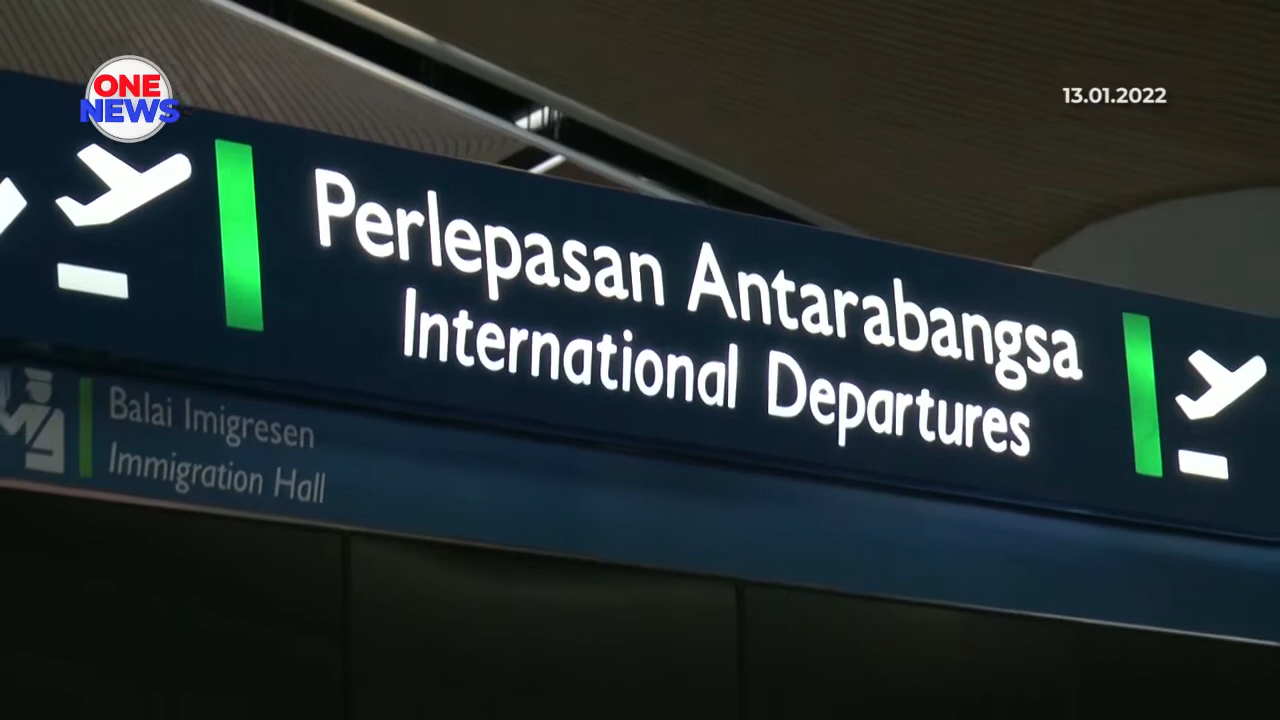 ONE
NEWS
13.01.2022
Perlepasan Antarabangsa
International Departures
Balai Imigresen
Immigration Hall